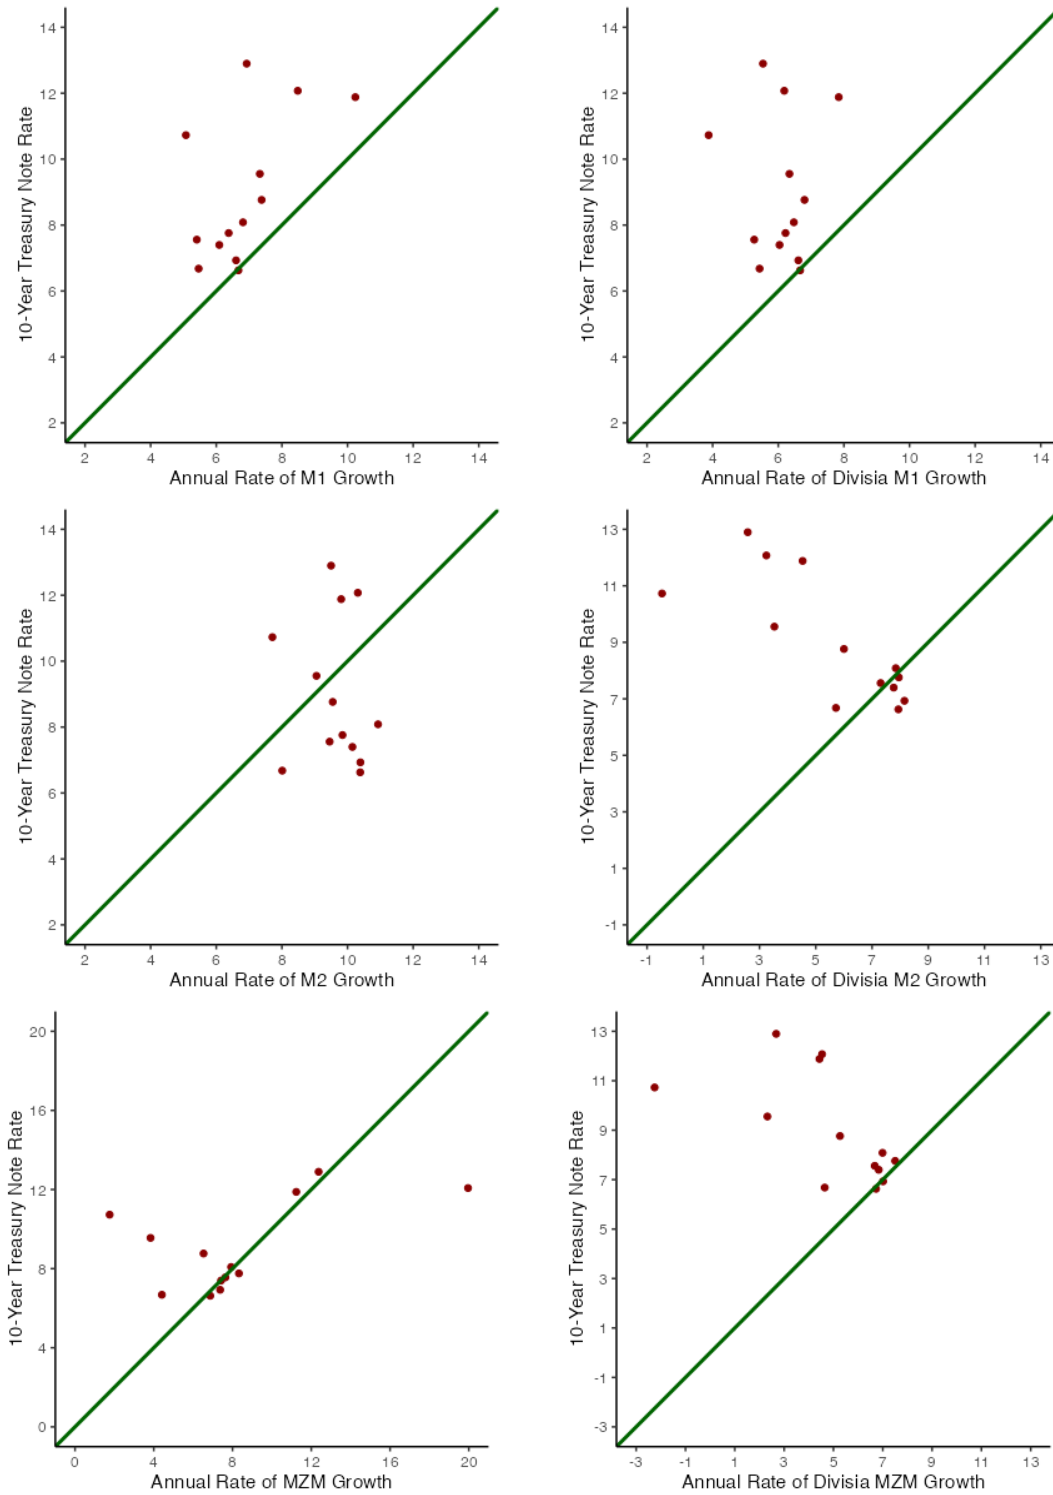 14
12
10
8
6
4
2
10-Year Treasury Note Rate
2 4 6 8 10 12 14
Annual Rate of M1 Growth
14
12
10
8
6
4
2
10-Year Treasury Note Rate
2 4 6 8 10 12 14
Annual Rate of Divisia M1 Growth
14
12
10
8
6
4
2
10-Year Treasury Note Rate
2 4 6 8 10 12 14
Annual Rate of M2 Growth
13
11
9
7
5
3
1
-1
10-Year Treasury Note Rate
-1 1 3 5 7 9 11 13
Annual Rate of Divisia M2 Growth
20
16
12
8
4
0
10-Year Treasury Note Rate
0 4 8 12 16 20
Annual Rate of MZM Growth
13
11
9
7
5
3
1
-1
-3
10-Year Treasury Note Rate
-3 -1 1 3 5 7 9 11 13
Annual Rate of Divisia MZM Growth